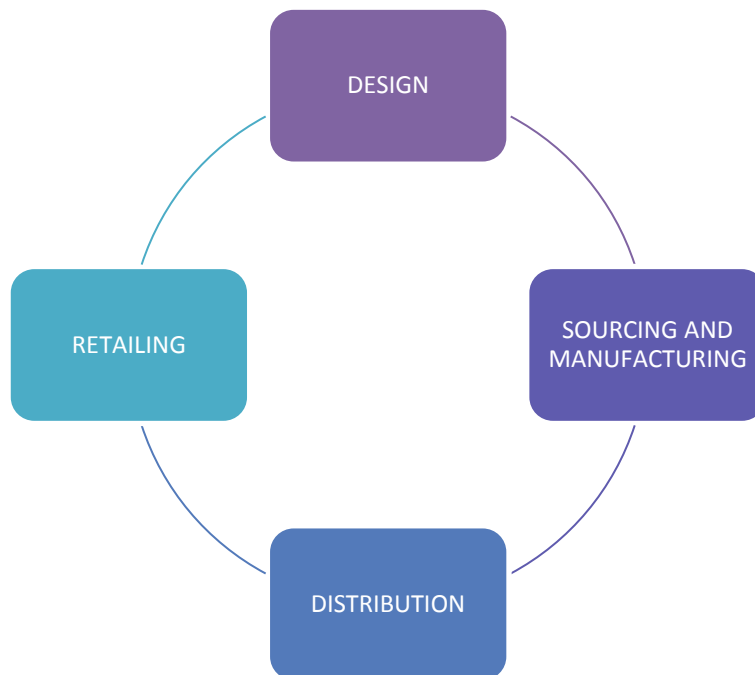 DESIGN
SOURCING AND
MANUFACTURING
RETAILING
DISTRIBUTION